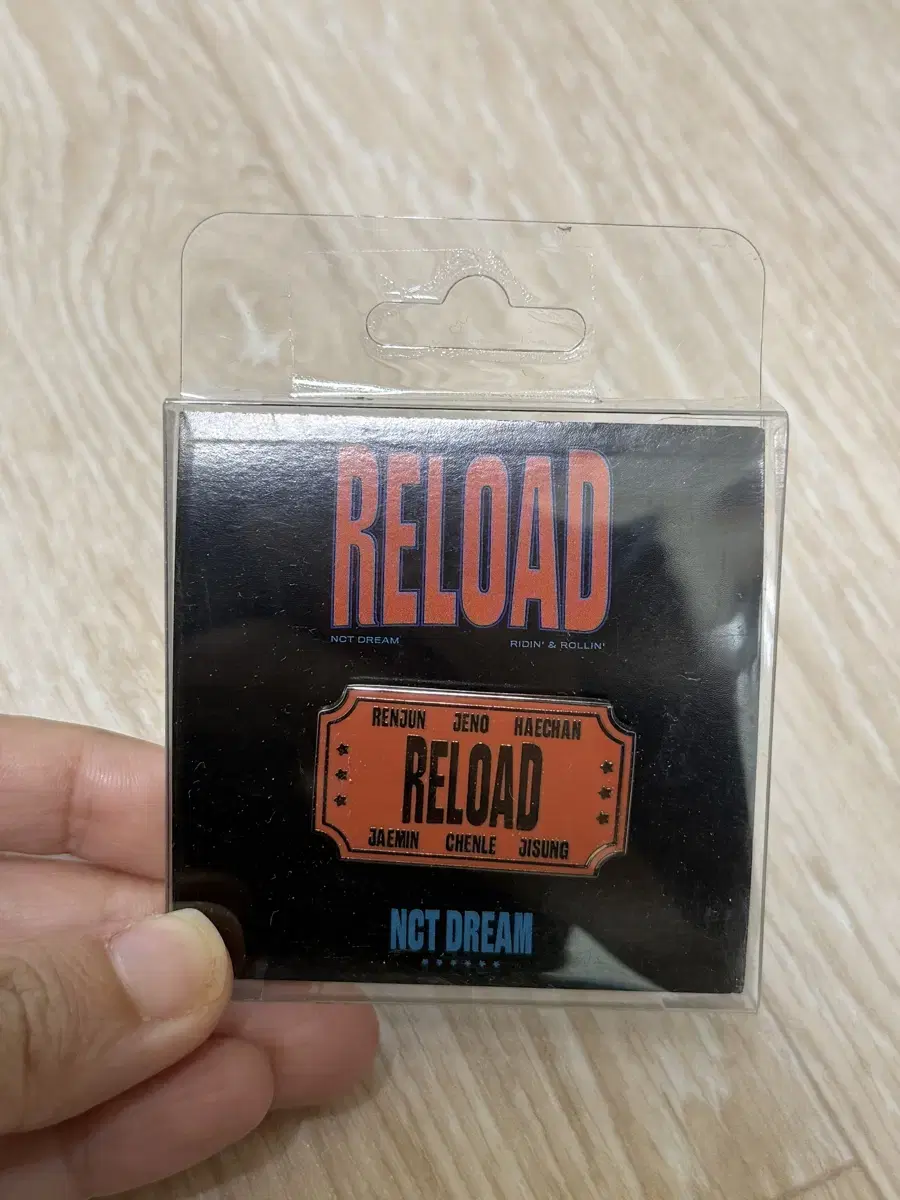 RELOAD
NCT DREAM RIDIN' & ROLLIN'
RENJUN JENO HAECHAN
RELOAD
JAEMIN CHENLE JISUNG
NCT DREAM